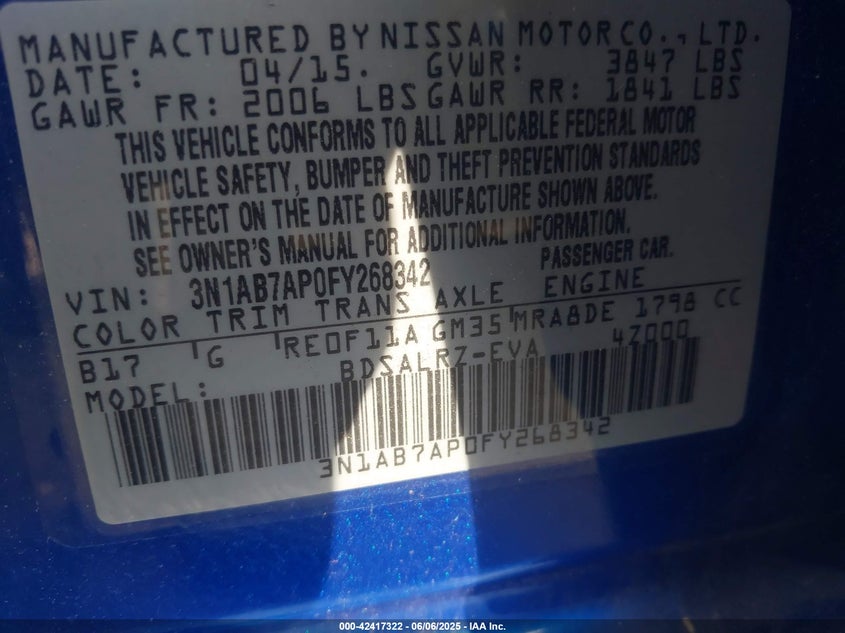 MANUFACTURED BY NISSAN MOTOR CO., LTD.
DATE: 04/15. GVWR: 3847 LBS
GAWR FR: 2006 LBS GAWR RR: 1841 LBS
THIS VEHICLE CONFORMS TO ALL APPLICABLE FEDERAL MOTOR
VEHICLE SAFETY, BUMPER AND THEFT PREVENTION STANDARDS
IN EFFECT ON THE DATE OF MANUFACTURE SHOWN ABOVE.
SEE OWNER'S MANUAL FOR ADDITIONAL INFORMATION.
VIN: 3N1AB7AP0FY268342 PASSENGER CAR.
COLOR TRIM TRANS AXLE ENGINE
B17 G RE0F11A GM35 MRA8DE 1798 CC
MODEL: BDSALRZ-EVA 4Z000
3N1AB7AP0FY268342
000-42417322 - 06/06/2025 - IAA Inc.